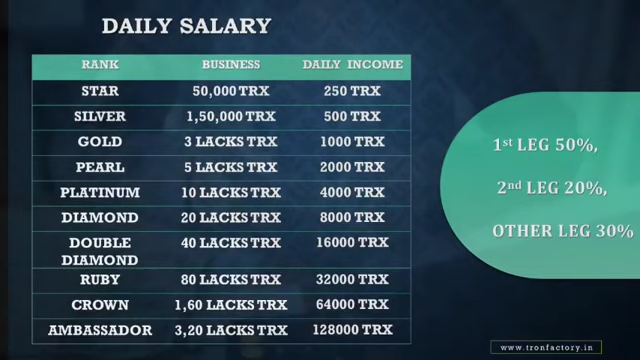 DAILY SALARY
RANK BUSINESS DAILY INCOME
STAR 50,000 TRX 250 TRX
SILVER 1,50,000 TRX 500 TRX
GOLD 3 LACKS TRX 1000 TRX
PEARL 5 LACKS TRX 2000 TRX
PLATINUM 10 LACKS TRX 4000 TRX
DIAMOND 20 LACKS TRX 8000 TRX
DOUBLE DIAMOND 40 LACKS TRX 16000 TRX
RUBY 80 LACKS TRX 32000 TRX
CROWN 1,60 LACKS TRX 64000 TRX
AMBASSADOR 3,20 LACKS TRX 128000 TRX
1st LEG 50%,
2nd LEG 20%,
OTHER LEG 30%
www.tronfactory.in